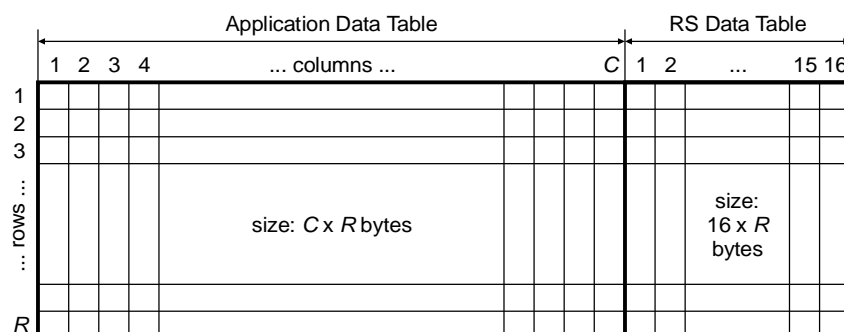 Application Data Table RS Data Table
1 2 3 4 ... columns ... C 1 2 ... 15 16
1
2
3
... rows ...
size: C x R bytes
size:
16 x R
bytes
R